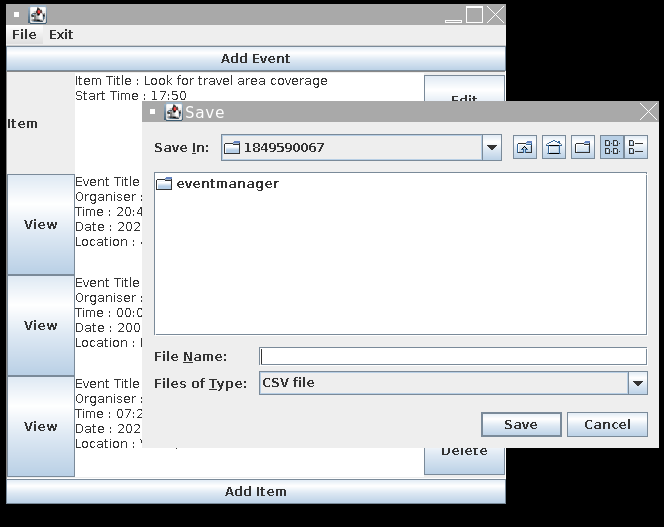 File Exit
Add Event
Item
Item Title : Look for travel area coverage
Start Time : 17:50
Edit
View
Event Title
Organiser :
Time : 20:4
Date : 202
Location :
View
Event Title
Organiser :
Time : 00:0
Date : 200
Location :
View
Event Title
Organiser :
Time : 07:2
Date : 202
Location :
Delete
Add Item
Save
Save In: 1849590067
eventmanager
File Name:
Files of Type: CSV file
Save Cancel